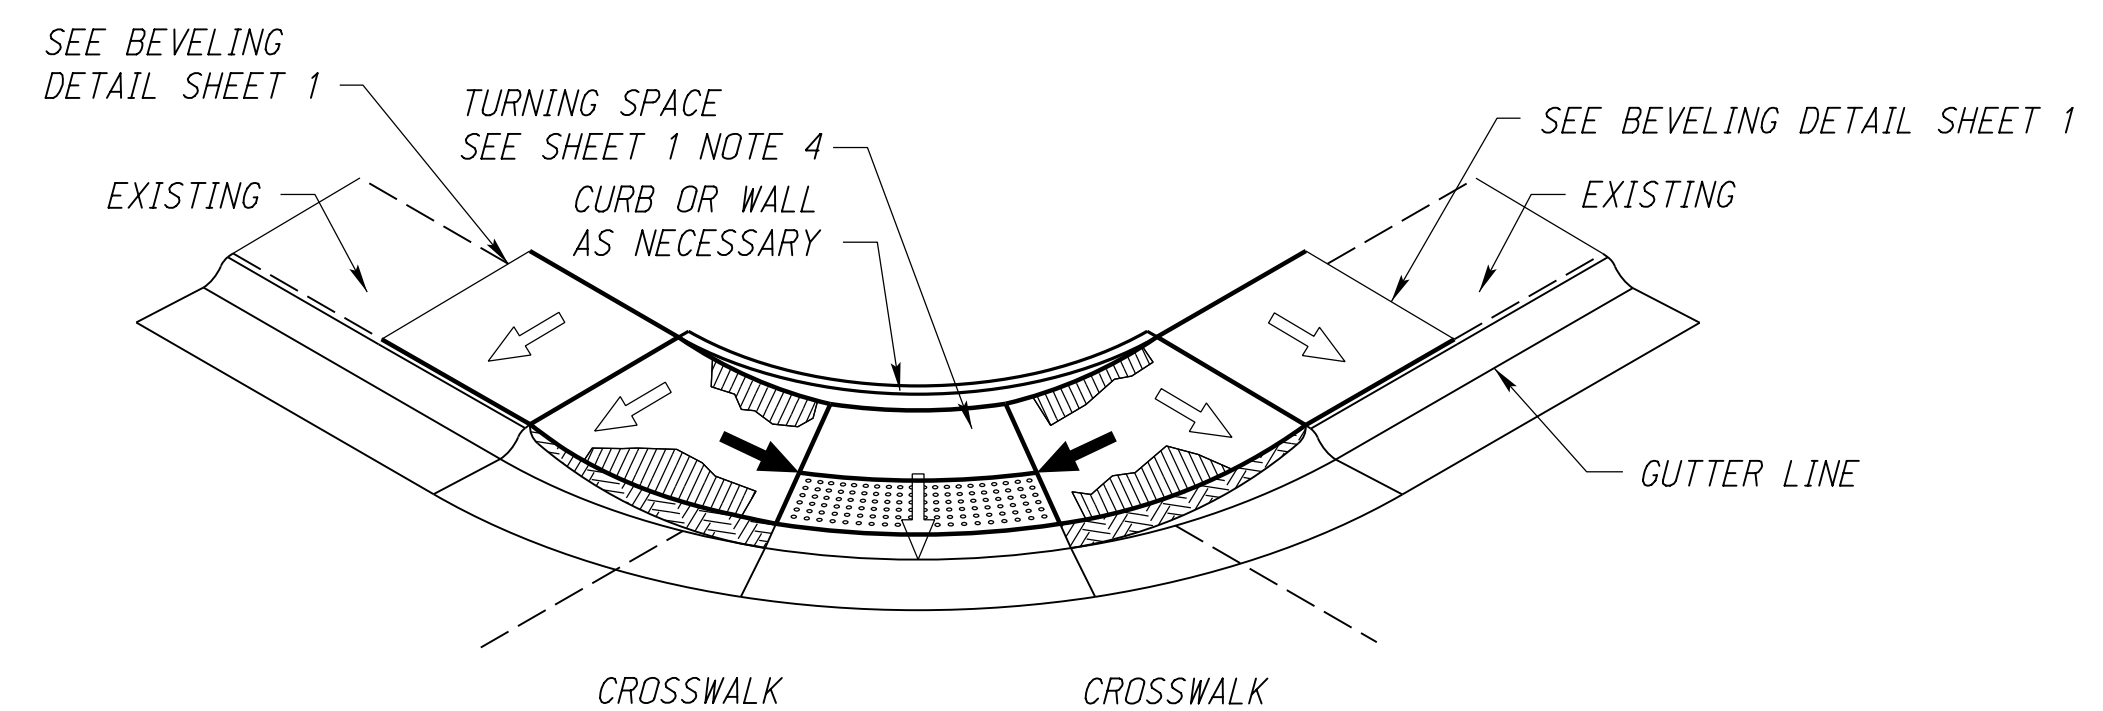 SEE BEVELING
DETAIL SHEET 1
TURNING SPACE
SEE SHEET 1 NOTE 4
SEE BEVELING DETAIL SHEET 1
EXISTING
CURB OR WALL
AS NECESSARY
EXISTING
GUTTER LINE
CROSSWALK
CROSSWALK